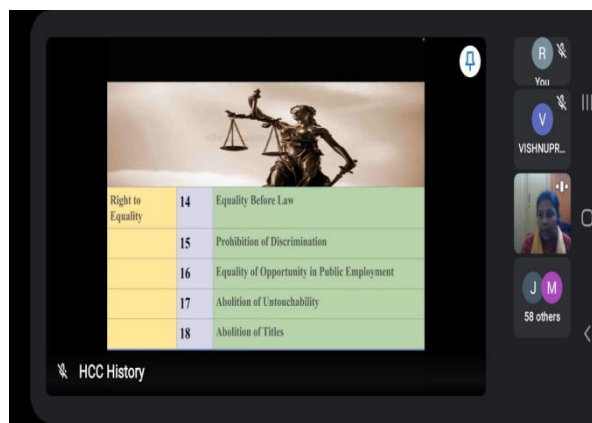 R
You
V
VISHNUPR...
Right to
Equality
14 Equality Before Law
15 Prohibition of Discrimination
16 Equality of Opportunity in Public Employment
17 Abolition of Untouchability
18 Abolition of Titles
J M
58 others
HCC History